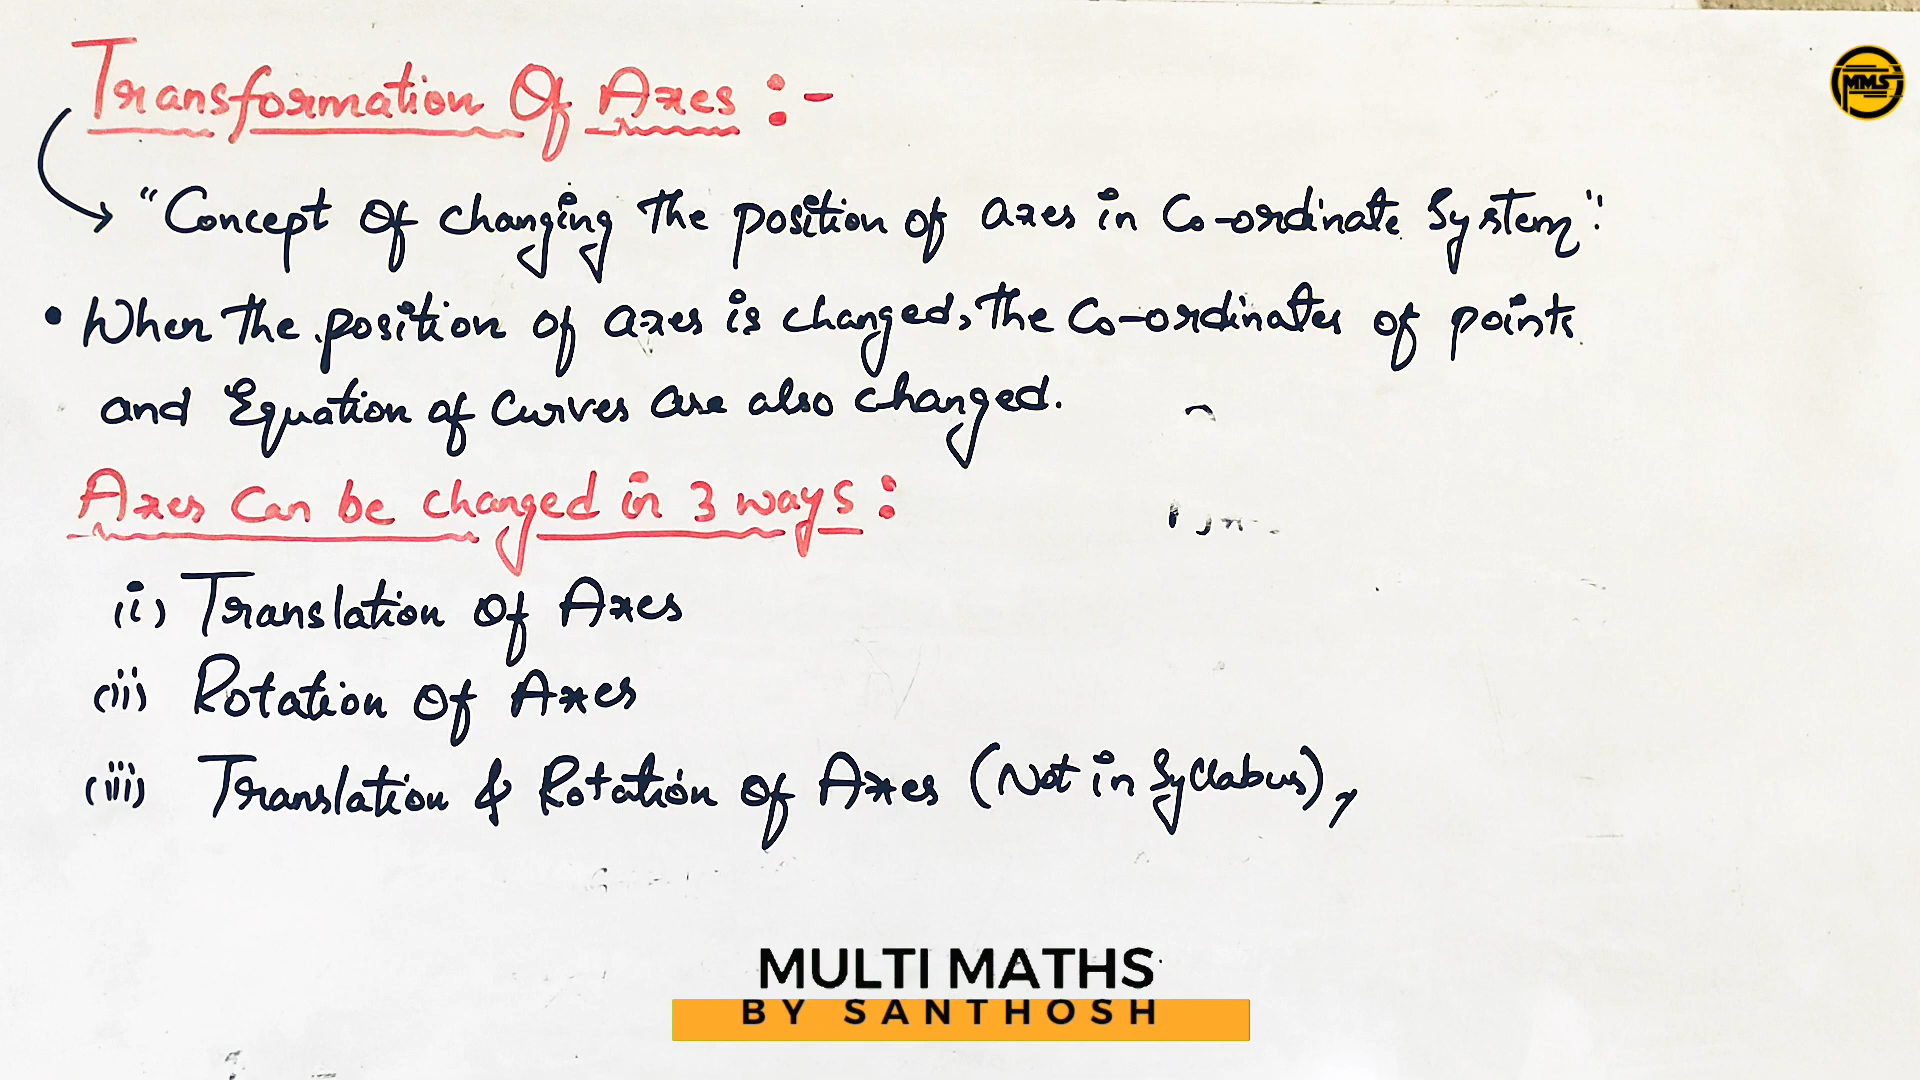 Transformation Of Axes :-
MMS
"Concept Of changing The position of axes in Co-ordinate System".
• When The position of axes is changed, The Co-ordinates of points
and Equation of Curves are also changed.
Axes Can be changed in 3 ways:
(i) Translation Of Axes
(ii) Rotation Of Axes
(iii) Translation & Rotation Of Axes (Not in Syllabus),
MULTI MATHS
BY SANTHOSH